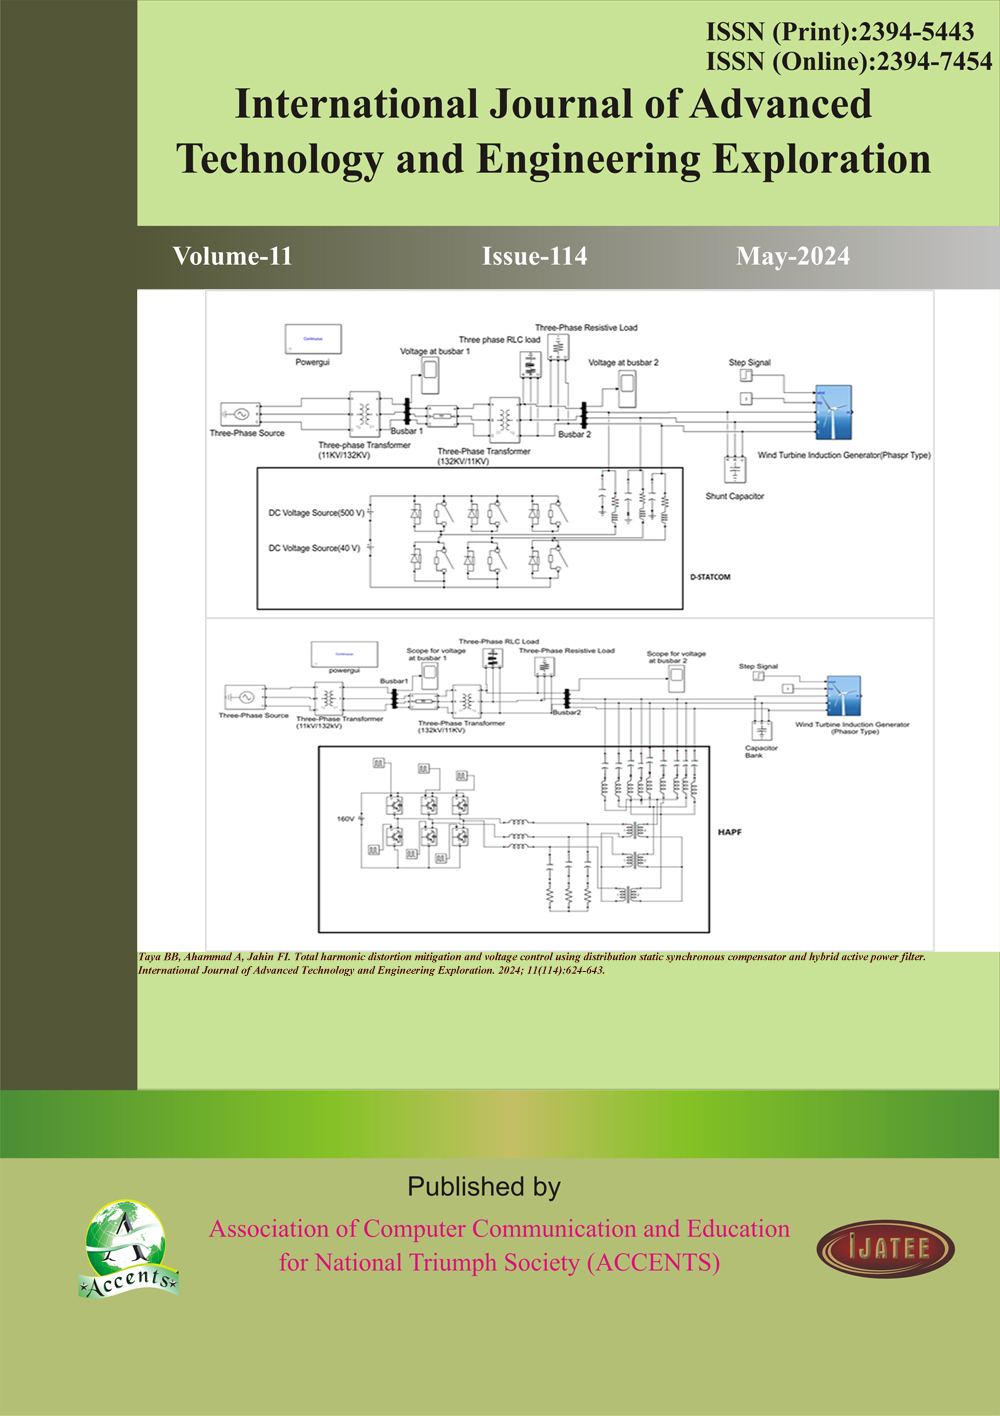 ISSN (Print):2394-5443
ISSN (Online):2394-7454
International Journal of Advanced
Technology and Engineering Exploration
Volume-11 Issue-114 May-2024
Three-Phase Resistive Load
Three phase RLC load
Continuous
Powergui
Voltage at busbar 1
Voltage at busbar 2
Step Signal
Three-Phase Source
Busbar 1
Busbar 2
Three-phase Transformer
(11KV/132KV)
Three-Phase Transformer
(132KV/11KV)
Wind Turbine Induction Generator(Phaspr Type)
Shunt Capacitor
DC Voltage Source(500 V)
DC Voltage Source(40 V)
D-STATCOM
Three-Phase RLC Load
Continuous
powergui
Scope for voltage
at busbar 1
Three-Phase Resistive Load
Scope for voltage
at busbar 2
Step Signal
Busbar1
Busbar2
Three-Phase Source
Three-Phase Transformer
(11kV/132kV)
Three-Phase Transformer
(132kV/11KV)
Wind Turbine Induction Generator
(Phasor Type)
Capacitor
Bank
160V
HAPF
Taya BB, Ahammad A, Jahin FI. Total harmonic distortion mitigation and voltage control using distribution static synchronous compensator and hybrid active power filter.
International Journal of Advanced Technology and Engineering Exploration. 2024; 11(114):624-643.
Published by
Association of Computer Communication and Education
for National Triumph Society (ACCENTS)
A
Accents
IJATEE